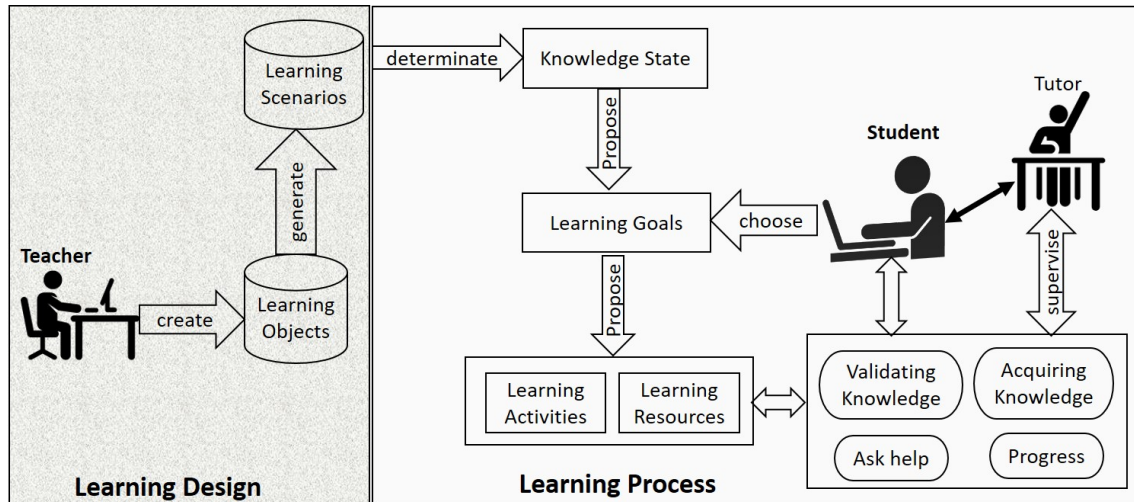 Learning
Scenarios
generate
Teacher
create
Learning
Objects
Learning Design
determinate
Knowledge State
Propose
Learning Goals
choose
Student
Tutor
Propose
supervise
Learning
Activities
Learning
Resources
Validating
Knowledge
Acquiring
Knowledge
Ask help
Progress
Learning Process